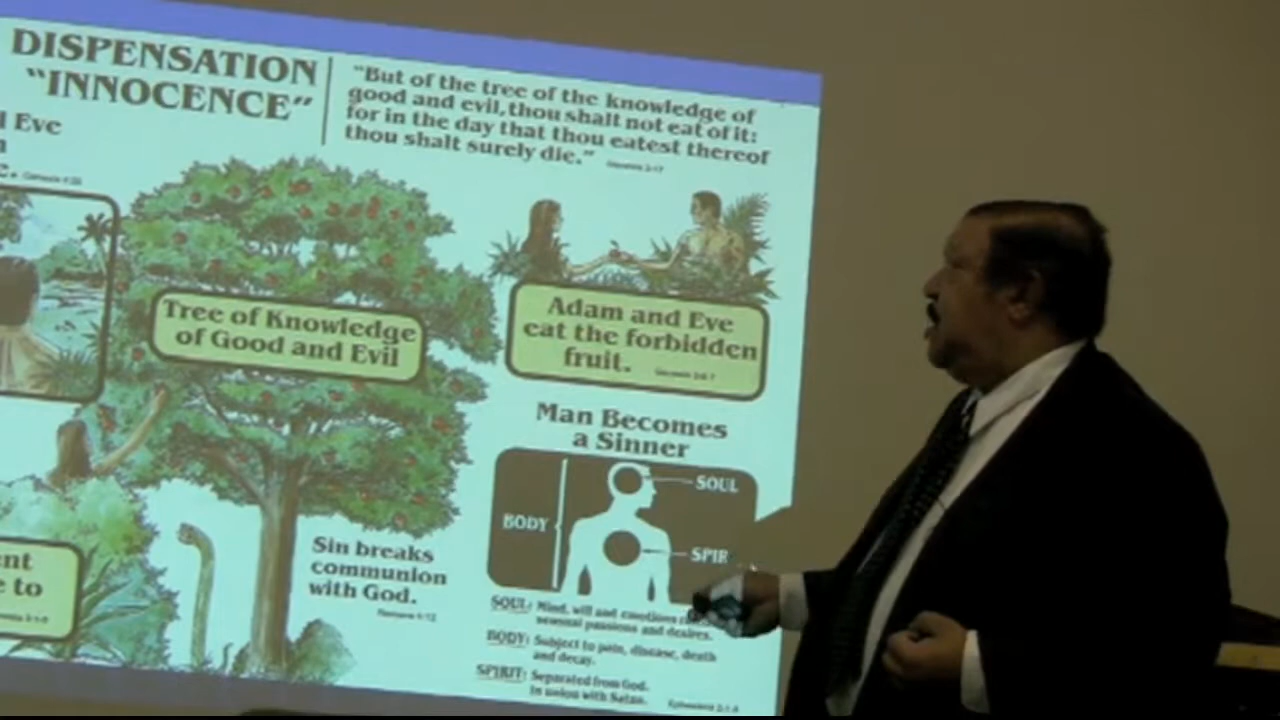 DISPENSATION
"INNOCENCE"
"But of the tree of the knowledge of
good and evil, thou shalt not eat of it:
for in the day that thou eatest thereof
thou shalt surely die."
Eve
Tree of Knowledge
of Good and Evil
Adam and Eve
eat the forbidden
fruit.
Man Becomes
a Sinner
SOUL
BODY
SPIR
Sin breaks
communion
with God.
to
SOUL: Mind, will and emotions
sensual passions and desires.
BODY: Subject to pain, disease, death
and decay.
SPIRIT: Separated from God.
In union with Satan.